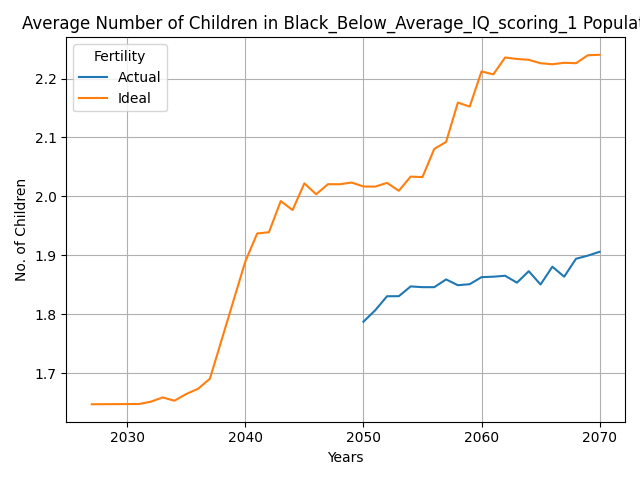 Average Number of Children in Black_Below_Average_IQ_scoring_1 Populat
Fertility
Actual
Ideal
2.2
2.1
2.0
1.9
1.8
1.7
No. of Children
2030 2040 2050 2060 2070
Years